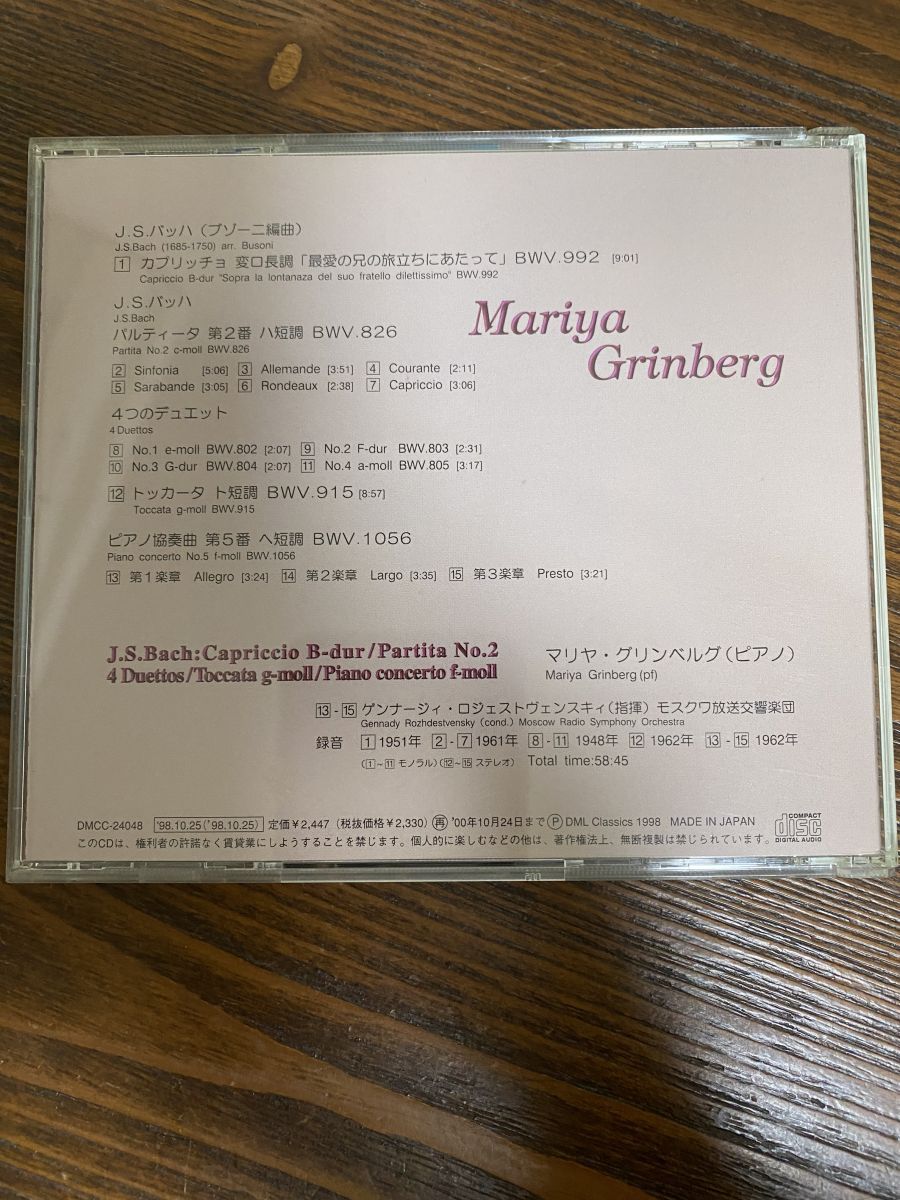 J.S.バッハ（ブゾーニ編曲）
J.S.Bach (1685-1750) arr. Busoni
1 カプリッチョ 変ロ長調「最愛の兄の旅立ちにあたって」BWV.992 [9:01]
Capriccio B-dur "Sopra la lontananza del suo fratello dilettissimo" BWV.992
J.S.バッハ
J.S.Bach
パルティータ 第2番 ハ短調 BWV.826
Partita No.2 c-moll BWV.826
Mariya
Grinberg
2 Sinfonia [5:06] 3 Allemande [3:51] 4 Courante [2:11]
5 Sarabande [3:05] 6 Rondeaux [2:38] 7 Capriccio [3:06]
4つのデュエット
4 Duettos
8 No.1 e-moll BWV.802 [2:07] 9 No.2 F-dur BWV.803 [2:31]
10 No.3 G-dur BWV.804 [2:07] 11 No.4 a-moll BWV.805 [3:17]
12 トッカータ ト短調 BWV.915 [8:57]
Toccata g-moll BWV.915
ピアノ協奏曲 第5番 ヘ短調 BWV.1056
Piano concerto No.5 f-moll BWV.1056
13 第1楽章 Allegro [3:24] 14 第2楽章 Largo [3:35] 15 第3楽章 Presto [3:21]
J.S.Bach:Capriccio B-dur/Partita No.2
4 Duettos/Toccata g-moll/Piano concerto f-moll
マリヤ・グリンベルグ（ピアノ）
Mariya Grinberg (pf)
13-15 ゲンナージィ・ロジェストヴェンスキィ（指揮）モスクワ放送交響楽団
Gennady Rozhdestvensky (cond.) Moscow Radio Symphony Orchestra
録音 1 1951年 2-7 1961年 8-11 1948年 12 1962年 13-15 1962年
（1～11 モノラル）（12～15 ステレオ） Total time:58:45
DMCC-24048 '98.10.25('98.10.25) 定価¥2,447（税抜価格¥2,330）再 '00年10月24日まで Ⓟ DML Classics 1998 MADE IN JAPAN
このCDは、権利者の許諾なく賃貸業にしようすることを禁じます。個人的に楽しむなどの他は、著作権法上、無断複製は禁じられています。
COMPACT
disc
DIGITAL AUDIO